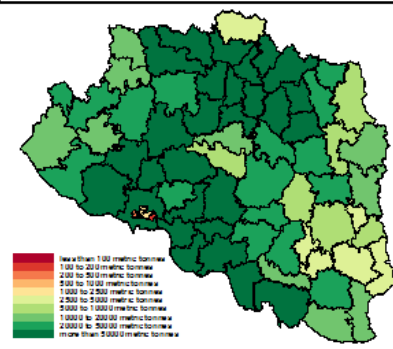 less than 100 metric tonnes
100 to 200 metric tonnes
200 to 500 metric tonnes
500 to 1000 metric tonnes
1000 to 2500 metric tonnes
2500 to 5000 metric tonnes
5000 to 10000 metric tonnes
10000 to 20000 metric tonnes
20000 to 50000 metric tonnes
more than 50000 metric tonnes